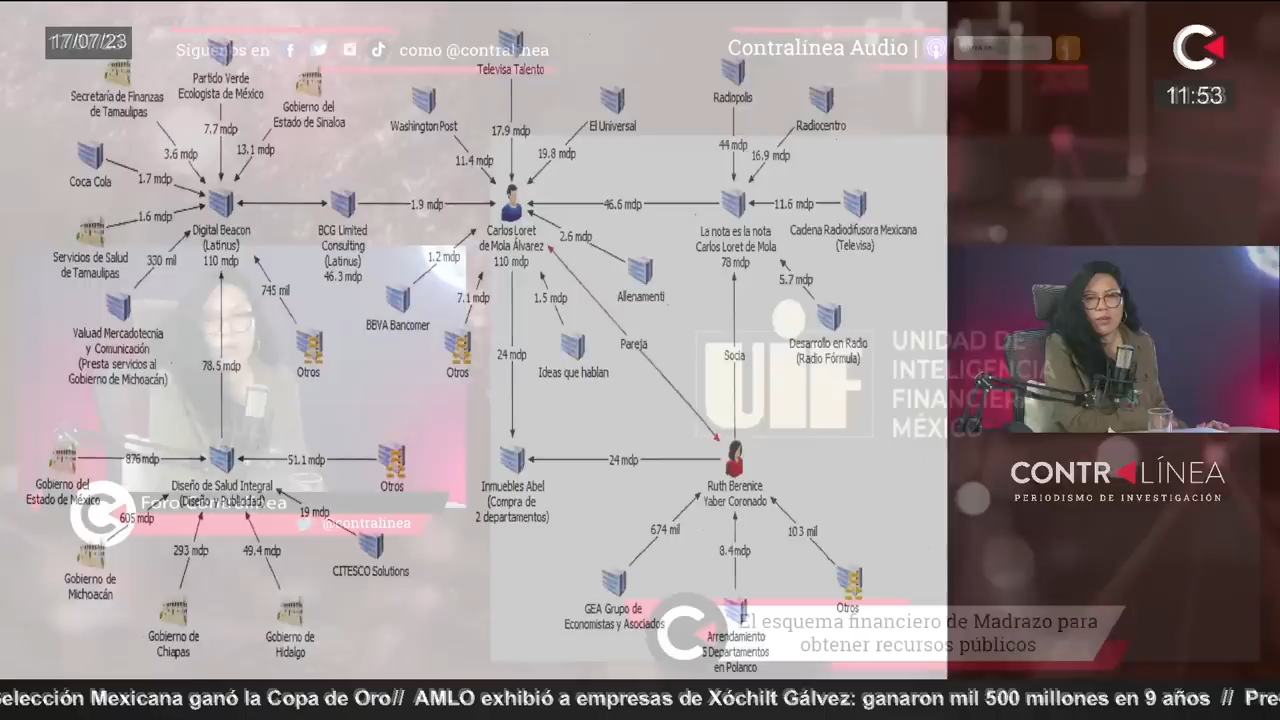 17/07/23
Síguenos en
como @contralinea
Contralínea Audio |
11:53
Secretaría de Finanzas
de Tamaulipas
Partido Verde
Ecologista de México
Gobierno del
Estado de Sinaloa
Televisa Talento
Washington Post
El Universal
Radiopolis
Radiocentro
3.6 mdp
7.7 mdp
13.1 mdp
11.4 mdp
17.9 mdp
19.8 mdp
44 mdp
16.9 mdp
Coca Cola
1.7 mdp
1.6 mdp
Servicios de Salud
de Tamaulipas
330 mil
Digital Beacon
(Latinus)
110 mdp
BCG Limited
Consulting
(Latinus)
46.3 mdp
1.9 mdp
Carlos Loret
de Mola Álvarez
110 mdp
46.6 mdp
La nota es la nota
Carlos Loret de Mola
78 mdp
11.6 mdp
Cadena Radiodifusora Mexicana
(Televisa)
2.6 mdp
Allenamenti
1.2 mdp
BBVA Bancomer
7.1 mdp
Otros
1.5 mdp
Ideas que hablan
5.7 mdp
Desarrollo en Radio
(Radio Fórmula)
745 mil
Otros
Valuad Mercadotecnia
y Comunicación
(Presta servicios al
Gobierno de Michoacán)
78.5 mdp
24 mdp
Pareja
Socia
UIF
UNIDAD DE
INTELIGENCIA
FINANCIERA
MÉXICO
Gobierno del
Estado de México
876 mdp
Diseño de Salud Integral
(Diseño y Publicidad)
51.1 mdp
Otros
Inmuebles Abel
(Compra de
2 departamentos)
24 mdp
Ruth Berenice
Yaber Coronado
CONTRALÍNEA
PERIODISMO DE INVESTIGACIÓN
Foro Contralínea
@contralinea
605 mdp
Gobierno de
Michoacán
293 mdp
Gobierno de
Chiapas
49.4 mdp
Gobierno de
Hidalgo
19 mdp
CITESCO Solutions
674 mil
GEA Grupo de
Economistas y Asociados
8.4 mdp
Arrendamiento
5 Departamentos
en Polanco
103 mil
Otros
El esquema financiero de Madrazo para
obtener recursos públicos
Selección Mexicana ganó la Copa de Oro// AMLO exhibió a empresas de Xóchilt Gálvez: ganaron mil 500 millones en 9 años // Pre